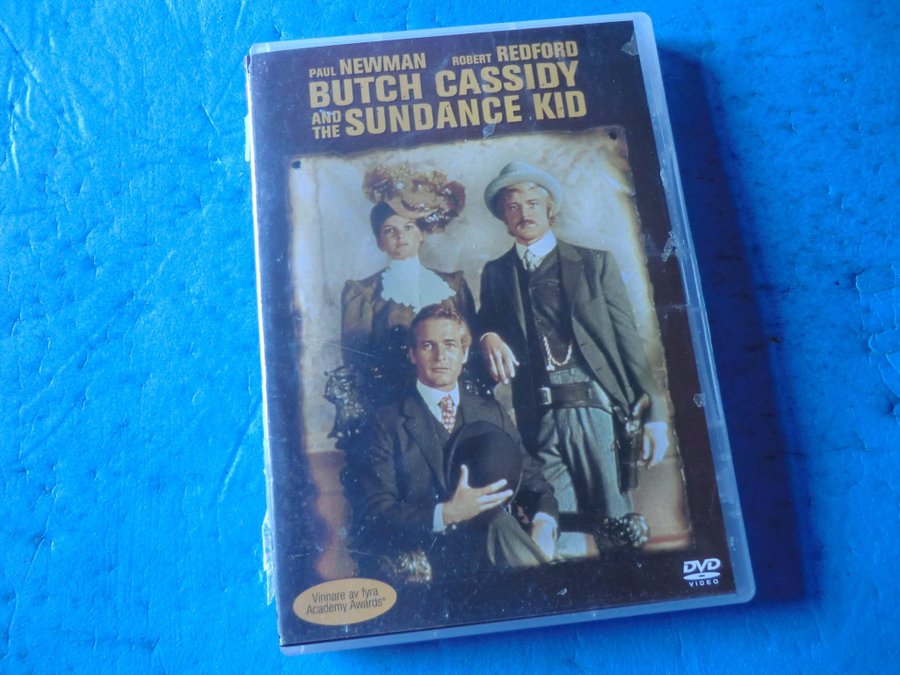 PAUL NEWMAN ROBERT REDFORD
BUTCH CASSIDY
AND THE SUNDANCE KID
Vinnare av fyra
Academy Awards®
DVD
VIDEO